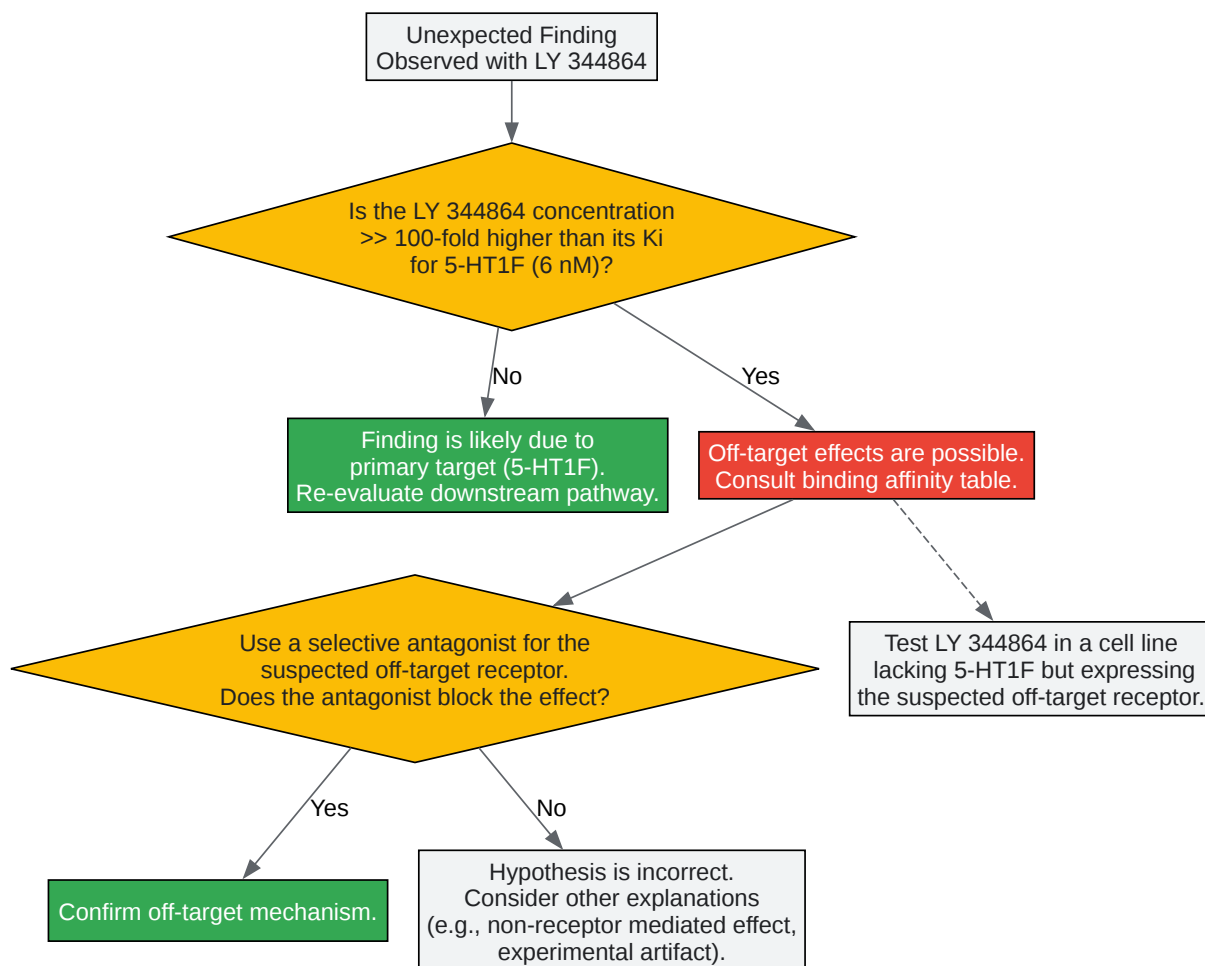 Unexpected Finding
Observed with LY 344864
Is the LY 344864 concentration
>> 100-fold higher than its Ki
for 5-HT1F (6 nM)?
No
Yes
Finding is likely due to
primary target (5-HT1F).
Re-evaluate downstream pathway.
Off-target effects are possible.
Consult binding affinity table.
Use a selective antagonist for the
suspected off-target receptor.
Does the antagonist block the effect?
Test LY 344864 in a cell line
lacking 5-HT1F but expressing
the suspected off-target receptor.
Yes
No
Confirm off-target mechanism.
Hypothesis is incorrect.
Consider other explanations
(e.g., non-receptor mediated effect,
experimental artifact).